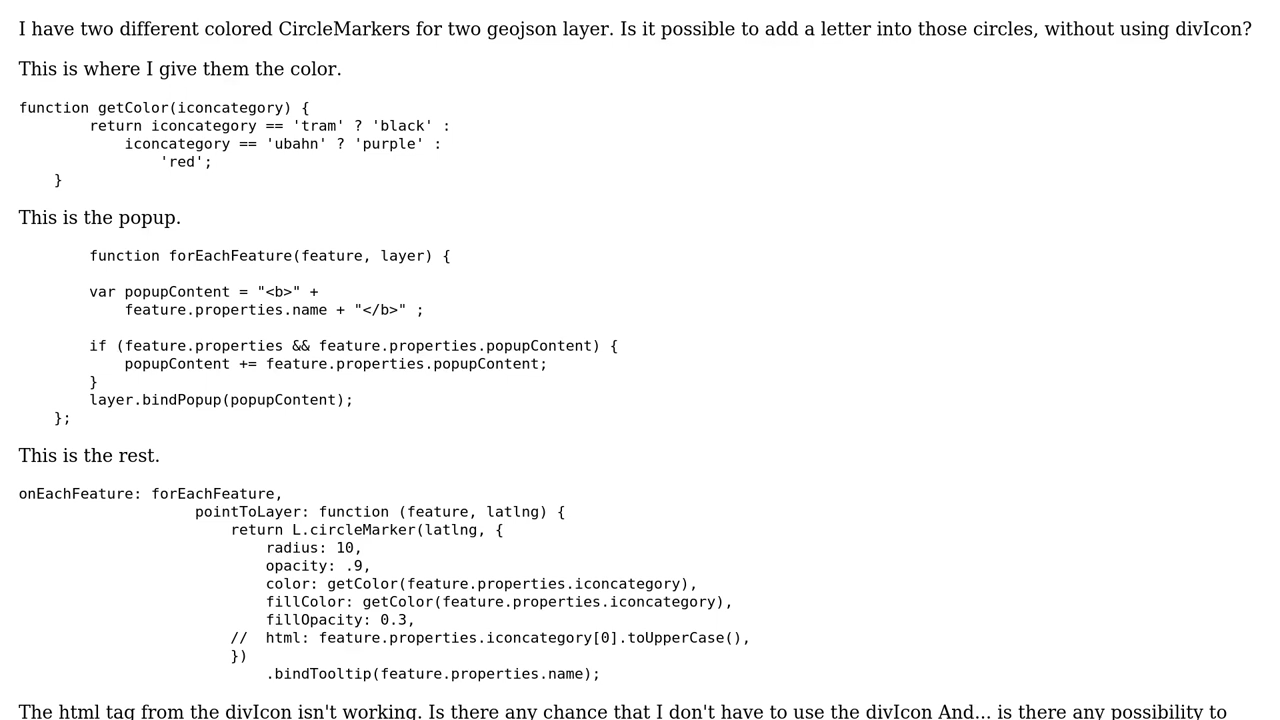 I have two different colored CircleMarkers for two geojson layer. Is it possible to add a letter into those circles, without using divIcon?
This is where I give them the color.
function getColor(iconcategory) {
        return iconcategory == 'tram' ? 'black' :
            iconcategory == 'ubahn' ? 'purple' :
                'red';
    }
This is the popup.
        function forEachFeature(feature, layer) {
        var popupContent = "<b>" +
            feature.properties.name + "</b>" ;
        if (feature.properties && feature.properties.popupContent) {
            popupContent += feature.properties.popupContent;
        }
        layer.bindPopup(popupContent);
    };
This is the rest.
onEachFeature: forEachFeature,
                    pointToLayer: function (feature, latlng) {
                        return L.circleMarker(latlng, {
                            radius: 10,
                            opacity: .9,
                            color: getColor(feature.properties.iconcategory),
                            fillColor: getColor(feature.properties.iconcategory),
                            fillOpacity: 0.3,
                        //  html: feature.properties.iconcategory[0].toUpperCase(),
                        })
                            .bindTooltip(feature.properties.name);
The html tag from the divIcon isn't working. Is there any chance that I don't have to use the divIcon And... is there any possibility to